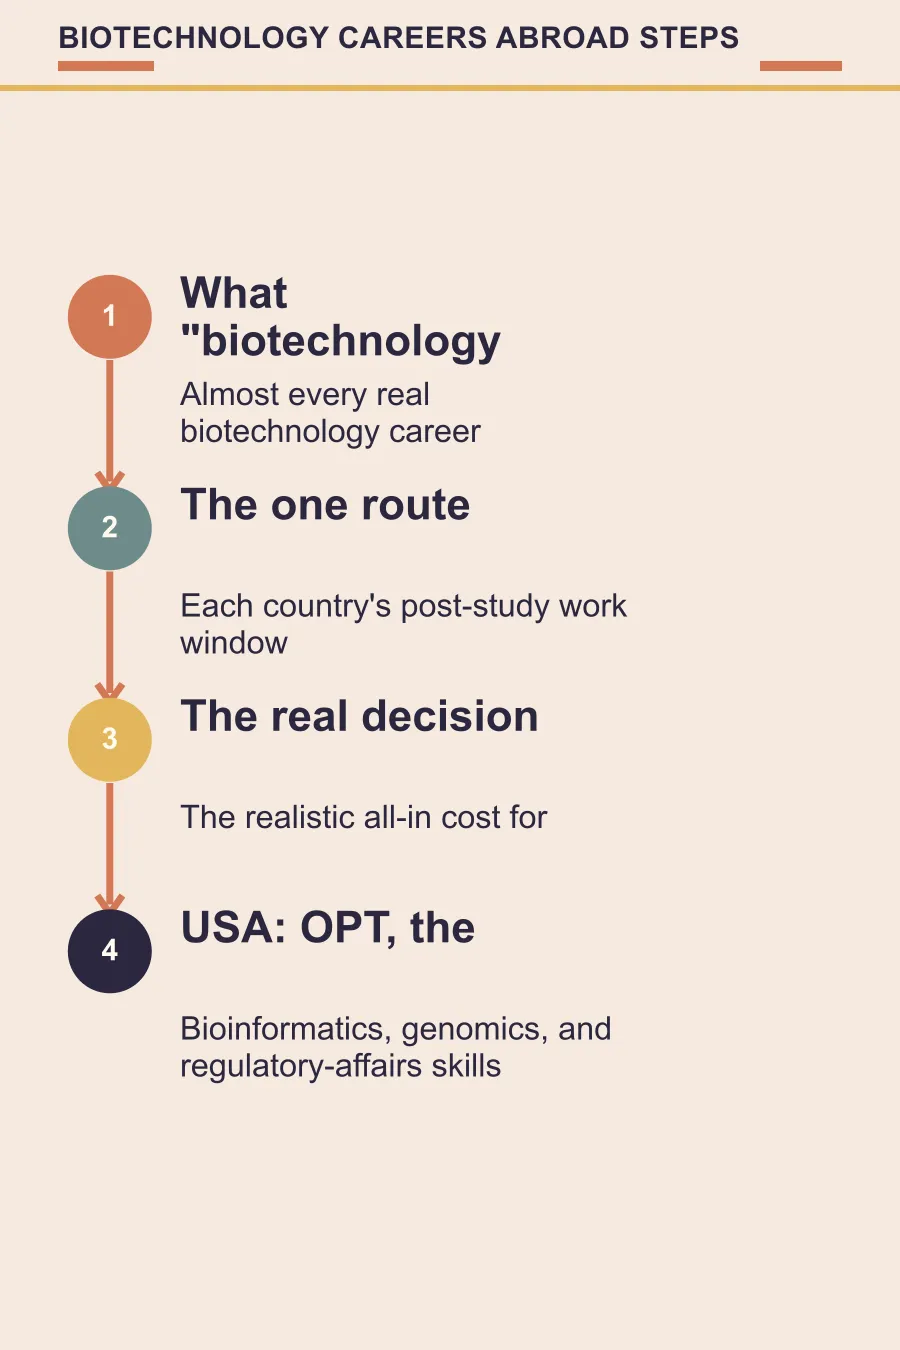 BIOTECHNOLOGY CAREERS ABROAD STEPS
1
What
"biotechnology
Almost every real
biotechnology career
2
The one route
Each country's post-study work
window
3
The real decision
The realistic all-in cost for
4
USA: OPT, the
Bioinformatics, genomics, and
regulatory-affairs skills